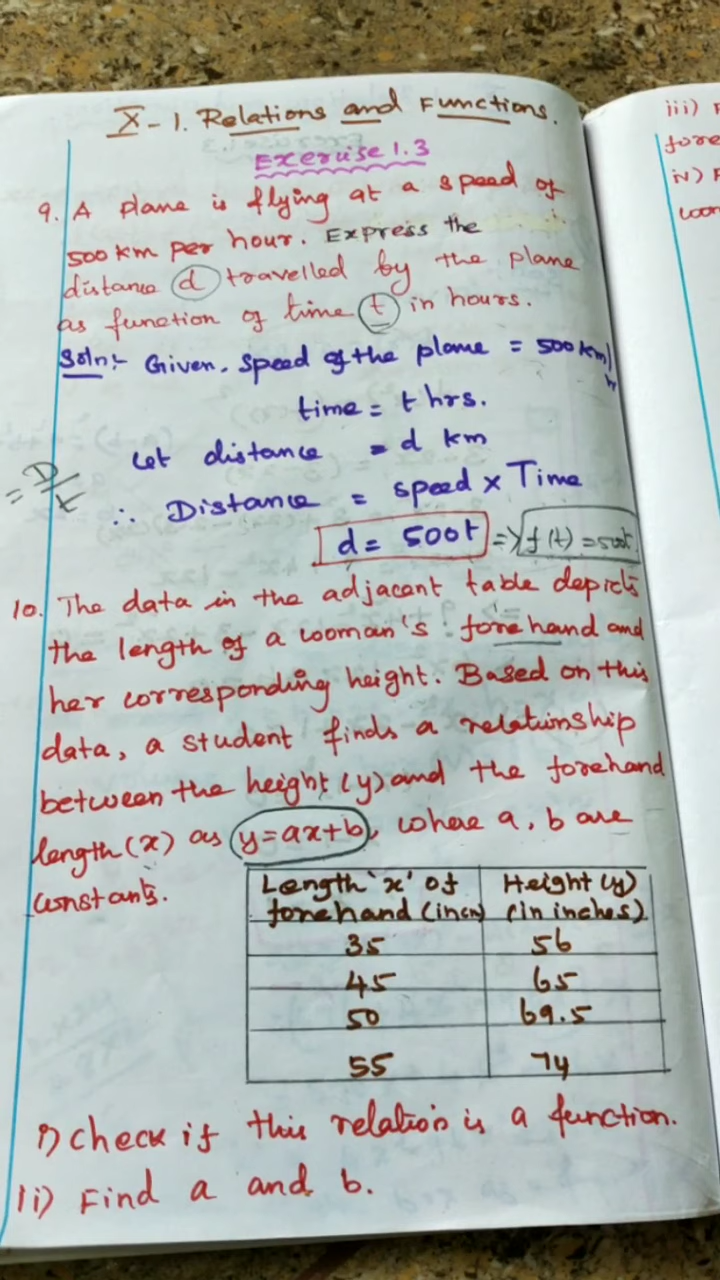 X-1. Relations and Functions.
Exercise 1.3
9. A plane is flying at a speed of
500 km per hour. Express the
distance d travelled by the plane
as function of time t in hours.
Soln:- Given, Speed of the plane = 500 km/h
time = t hrs.
Let distance = d km
= D/t
∴ Distance = speed × Time
d = 500t => f(t) = 500t
10. The data in the adjacant table depicts
the length of a woman's forehand and
her corresponding height. Based on this
data, a student finds a relationship
between the height (y) and the forehand
length (x) as y=ax+b, where a, b are
constants.
Length 'x' of Height (y)
forehand (in cm) (in inches)
35 56
45 65
50 69.5
55 74
i) check if this relation is a function.
ii) Find a and b.
iii)
fore
iv)